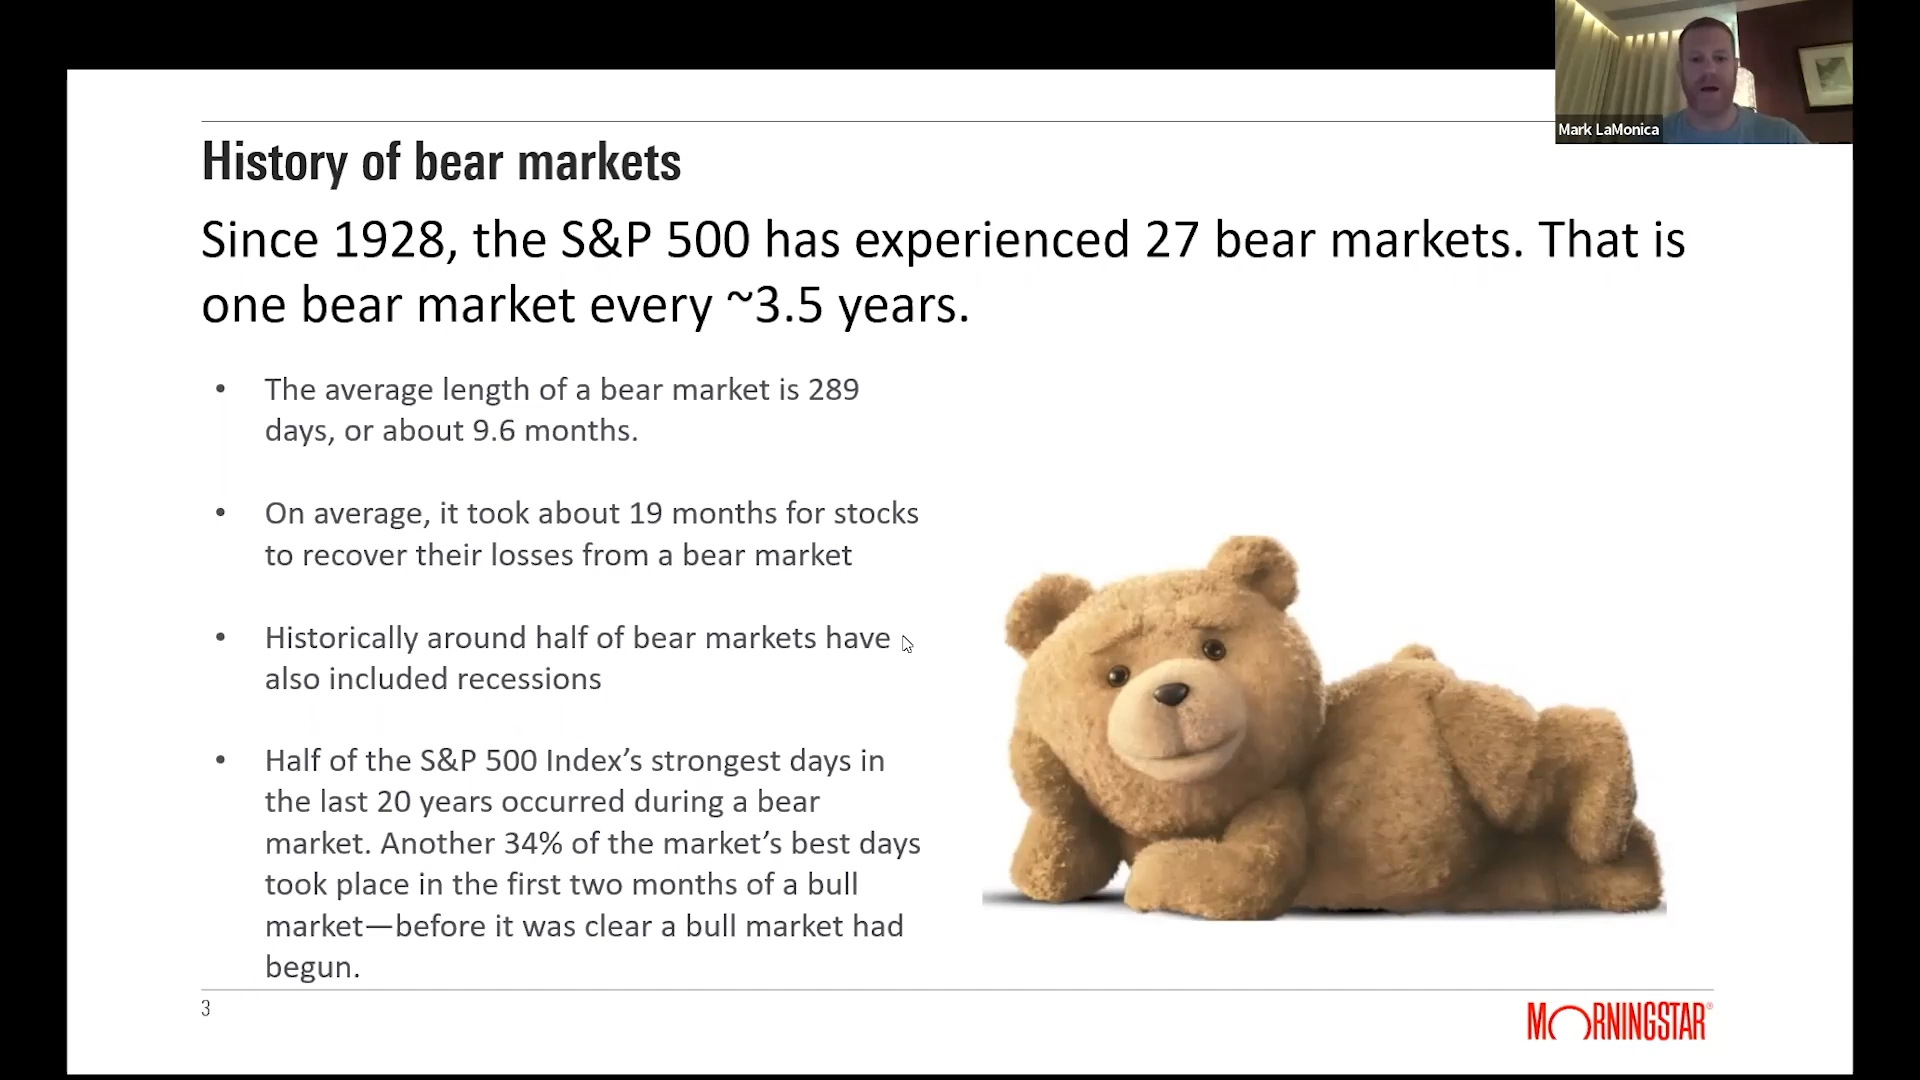 Mark LaMonica
History of bear markets
Since 1928, the S&P 500 has experienced 27 bear markets. That is
one bear market every ~3.5 years.
• The average length of a bear market is 289
days, or about 9.6 months.
• On average, it took about 19 months for stocks
to recover their losses from a bear market
• Historically around half of bear markets have
also included recessions
• Half of the S&P 500 Index’s strongest days in
the last 20 years occurred during a bear
market. Another 34% of the market’s best days
took place in the first two months of a bull
market—before it was clear a bull market had
begun.
3
MORNINGSTAR®